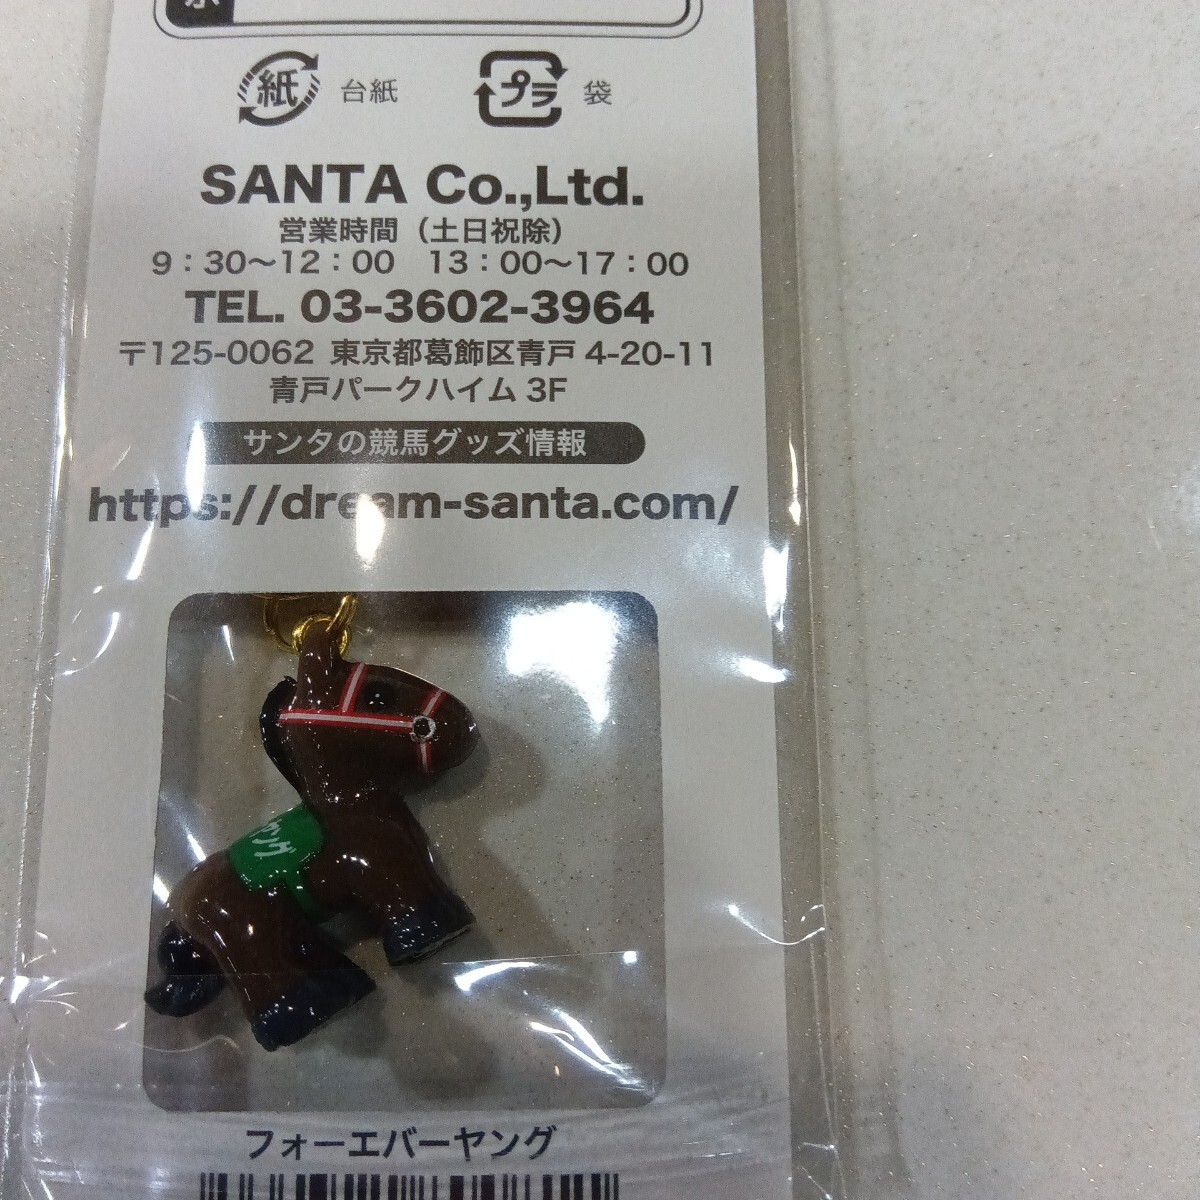 紙 台紙 プラ 袋
SANTA Co.,Ltd.
営業時間（土日祝除）
9：30〜12：00　13：00〜17：00
TEL. 03-3602-3964
〒125-0062 東京都葛飾区青戸 4-20-11
青戸パークハイム 3F
サンタの競馬グッズ情報
https://dream-santa.com/
ヤング
フォーエバーヤング